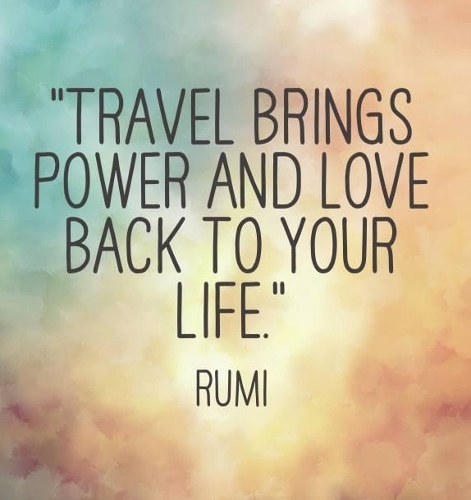 "TRAVEL BRINGS
POWER AND LOVE
BACK TO YOUR
LIFE."
RUMI